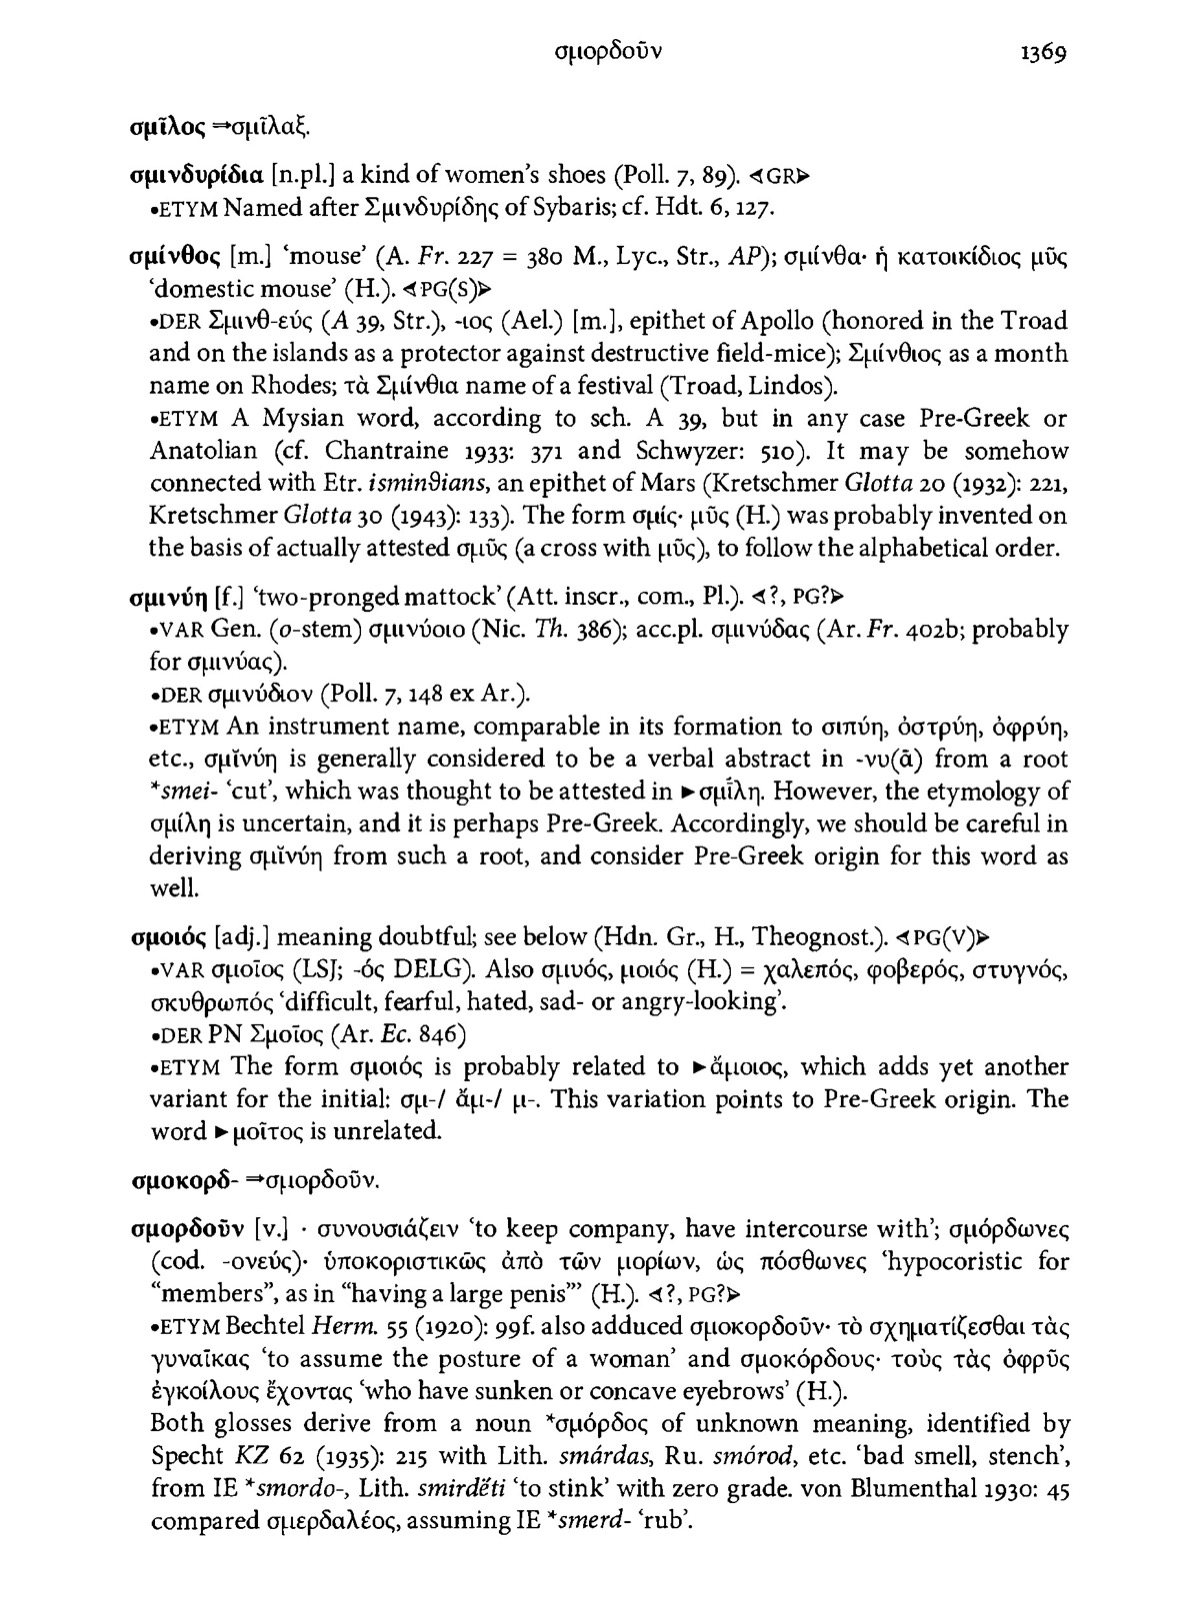 σμορδοῦν 1369
σμῖλος ⇒σμῖλαξ.
σμινδυρίδια [n.pl.] a kind of women's shoes (Poll. 7, 89). ⋖GR⋗
•ETYM Named after Σμινδυρίδης of Sybaris; cf. Hdt. 6, 127.
σμίνθος [m.] ‘mouse’ (A. Fr. 227 = 380 M., Lyc., Str., AP); σμίνθα· ἡ κατοικίδιος μῦς
‘domestic mouse’ (H.). ⋖PG(S)⋗
•DER Σμινθ-εύς (A 39, Str.), -ιος (Ael.) [m.], epithet of Apollo (honored in the Troad
and on the islands as a protector against destructive field-mice); Σμίνθιος as a month
name on Rhodes; τὰ Σμίνθια name of a festival (Troad, Lindos).
•ETYM A Mysian word, according to sch. A 39, but in any case Pre-Greek or
Anatolian (cf. Chantraine 1933: 371 and Schwyzer: 510). It may be somehow
connected with Etr. isminϑians, an epithet of Mars (Kretschmer Glotta 20 (1932): 221,
Kretschmer Glotta 30 (1943): 133). The form σμίς· μῦς (H.) was probably invented on
the basis of actually attested σμῦς (a cross with μῦς), to follow the alphabetical order.
σμινύη [f.] ‘two-pronged mattock’ (Att. inscr., com., Pl.). ⋖?, PG?⋗
•VAR Gen. (o-stem) σμινύοιο (Nic. Th. 386); acc.pl. σμινύδας (Ar. Fr. 402b; probably
for σμινύας).
•DER σμινύδιον (Poll. 7, 148 ex Ar.).
•ETYM An instrument name, comparable in its formation to σιπύη, ὀστρύη, ὀφρύη,
etc., σμῐνύη is generally considered to be a verbal abstract in -νυ(ᾱ) from a root
*smei- ‘cut’, which was thought to be attested in ►σμῑ́λη. However, the etymology of
σμίλη is uncertain, and it is perhaps Pre-Greek. Accordingly, we should be careful in
deriving σμῐνύη from such a root, and consider Pre-Greek origin for this word as
well.
σμοιός [adj.] meaning doubtful; see below (Hdn. Gr., H., Theognost.). ⋖PG(V)⋗
•VAR σμοῖος (LSJ; -ός DELG). Also σμυός, μοιός (H.) = χαλεπός, φοβερός, στυγνός,
σκυθρωπός ‘difficult, fearful, hated, sad- or angry-looking’.
•DER PN Σμοῖος (Ar. Ec. 846)
•ETYM The form σμοιός is probably related to ►ἄμοιος, which adds yet another
variant for the initial: σμ-/ ἄμ-/ μ-. This variation points to Pre-Greek origin. The
word ►μοῖτος is unrelated.
σμοκορδ- ⇒σμορδοῦν.
σμορδοῦν [v.] · συνουσιάζειν ‘to keep company, have intercourse with’; σμόρδωνες
(cod. -ονεύς)· ὑποκοριστικῶς ἀπὸ τῶν μορίων, ὡς πόσθωνες ‘hypocoristic for
“members”, as in “having a large penis”’ (H.). ⋖?, PG?⋗
•ETYM Bechtel Herm. 55 (1920): 99f. also adduced σμοκορδοῦν· τὸ σχηματίζεσθαι τὰς
γυναῖκας ‘to assume the posture of a woman’ and σμοκόρδους· τοὺς τὰς ὀφρῦς
ἐγκοίλους ἔχοντας ‘who have sunken or concave eyebrows’ (H.).
Both glosses derive from a noun *σμόρδος of unknown meaning, identified by
Specht KZ 62 (1935): 215 with Lith. smárdas, Ru. smórod, etc. ‘bad smell, stench’,
from IE *smordo-, Lith. smirdė́ti ‘to stink’ with zero grade. von Blumenthal 1930: 45
compared σμερδαλέος, assuming IE *smerd- ‘rub’.